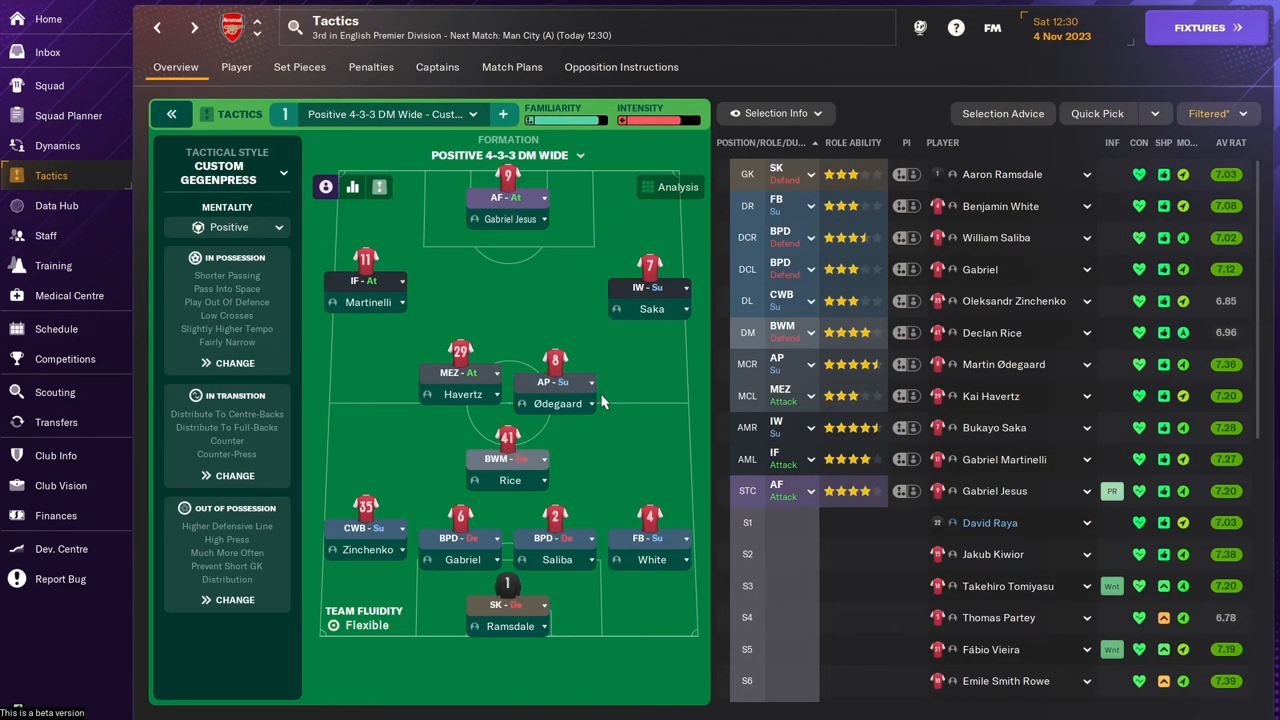 Home
Inbox
Squad
Squad Planner
Dynamics
Tactics
Data Hub
Staff
Training
Medical Centre
Schedule
Competitions
Scouting
Transfers
Club Info
Club Vision
Finances
Dev. Centre
Report Bug
This is a beta version
Arsenal
Tactics
3rd in English Premier Division - Next Match: Man City (A) (Today 12:30)
FM
Sat 12:30
4 Nov 2023
FIXTURES
Overview
Player
Set Pieces
Penalties
Captains
Match Plans
Opposition Instructions
TACTICS
1
Positive 4-3-3 DM Wide - Cust...
FAMILIARITY
INTENSITY
TACTICAL STYLE
CUSTOM
GEGENPRESS
MENTALITY
Positive
IN POSSESSION
Shorter Passing
Pass Into Space
Play Out Of Defence
Low Crosses
Slightly Higher Tempo
Fairly Narrow
CHANGE
IN TRANSITION
Distribute To Centre-Backs
Distribute To Full-Backs
Counter
Counter-Press
CHANGE
OUT OF POSSESSION
Higher Defensive Line
High Press
Much More Often
Prevent Short GK
Distribution
CHANGE
FORMATION
POSITIVE 4-3-3 DM WIDE
Analysis
9
AF - At
Gabriel Jesus
11
IF - At
Martinelli
7
IW - Su
Saka
29
MEZ - At
Havertz
8
AP - Su
Ødegaard
41
BWM - De
Rice
35
CWB - Su
Zinchenko
6
BPD - De
Gabriel
2
BPD - De
Saliba
4
FB - Su
White
1
SK - De
Ramsdale
TEAM FLUIDITY
Flexible
Selection Info
Selection Advice
Quick Pick
Filtered*
POSITION/ROLE/DU... ROLE ABILITY PI PLAYER INF CON SHP MO... AV RAT
GK SK Defend Aaron Ramsdale 7.03
DR FB Su Benjamin White 7.08
DCR BPD Defend William Saliba 7.02
DCL BPD Defend Gabriel 7.12
DL CWB Su Oleksandr Zinchenko 6.85
DM BWM Defend Declan Rice 6.96
MCR AP Su Martin Ødegaard 7.36
MCL MEZ Attack Kai Havertz 7.20
AMR IW Su Bukayo Saka 7.28
AML IF Attack Gabriel Martinelli 7.27
STC AF Attack Gabriel Jesus PR 7.20
S1 22 David Raya 7.03
S2 Jakub Kiwior 7.38
S3 Takehiro Tomiyasu Wnt 7.20
S4 Thomas Partey 6.78
S5 Fábio Vieira Wnt 7.19
S6 Emile Smith Rowe 7.39